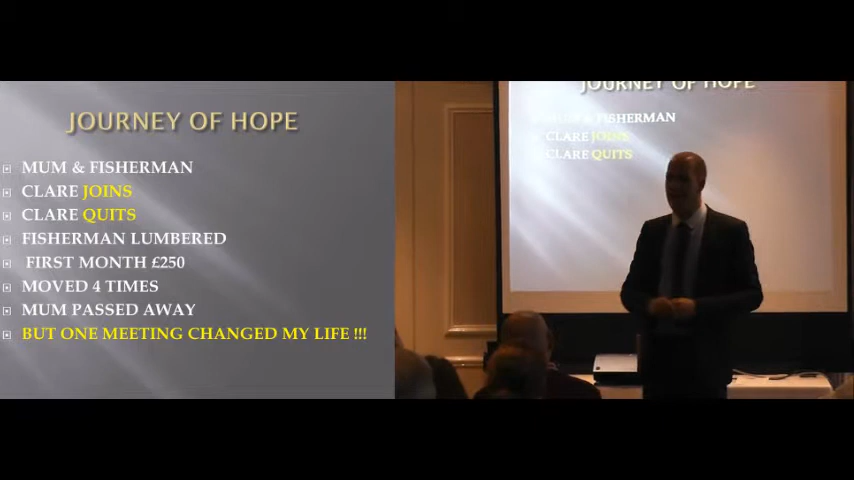 JOURNEY OF HOPE
MUM & FISHERMAN
CLARE JOINS
CLARE QUITS
FISHERMAN LUMBERED
FIRST MONTH £250
MOVED 4 TIMES
MUM PASSED AWAY
BUT ONE MEETING CHANGED MY LIFE !!!
JOURNEY OF HOPE
MUM & FISHERMAN
CLARE JOINS
CLARE QUITS